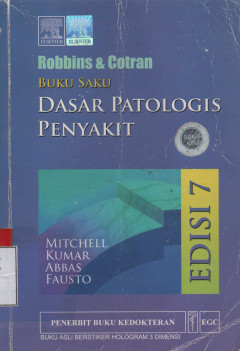 ELSEVIER
Robbins & Cotran
BUKU SAKU
DASAR PATOLOGIS
PENYAKIT
EDISI 7
MITCHELL
KUMAR
ABBAS
FAUSTO
PENERBIT BUKU KEDOKTERAN EGC
BUKU ASLI BERSTIKER HOLOGRAM 3 DIMENSI